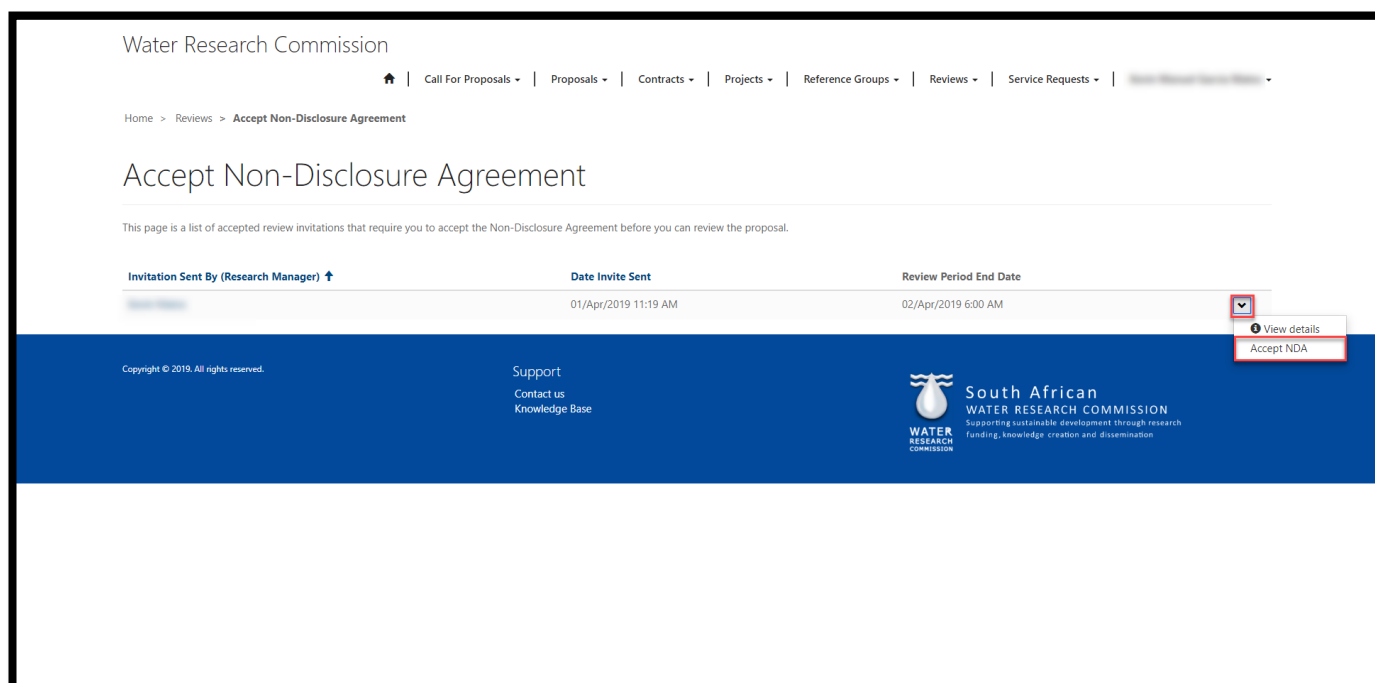 Water Research Commission
Call For Proposals Proposals Contracts Projects Reference Groups Reviews Service Requests
Home > Reviews > Accept Non-Disclosure Agreement
Accept Non-Disclosure Agreement
This page is a list of accepted review invitations that require you to accept the Non-Disclosure Agreement before you can review the proposal.
Invitation Sent By (Research Manager) Date Invite Sent Review Period End Date
01/Apr/2019 11:19 AM 02/Apr/2019 6:00 AM
View details
Accept NDA
Copyright © 2019. All rights reserved.
Support
Contact us
Knowledge Base
WATER
RESEARCH
COMMISSION
South African
WATER RESEARCH COMMISSION
Supporting sustainable development through research
funding, knowledge creation and dissemination